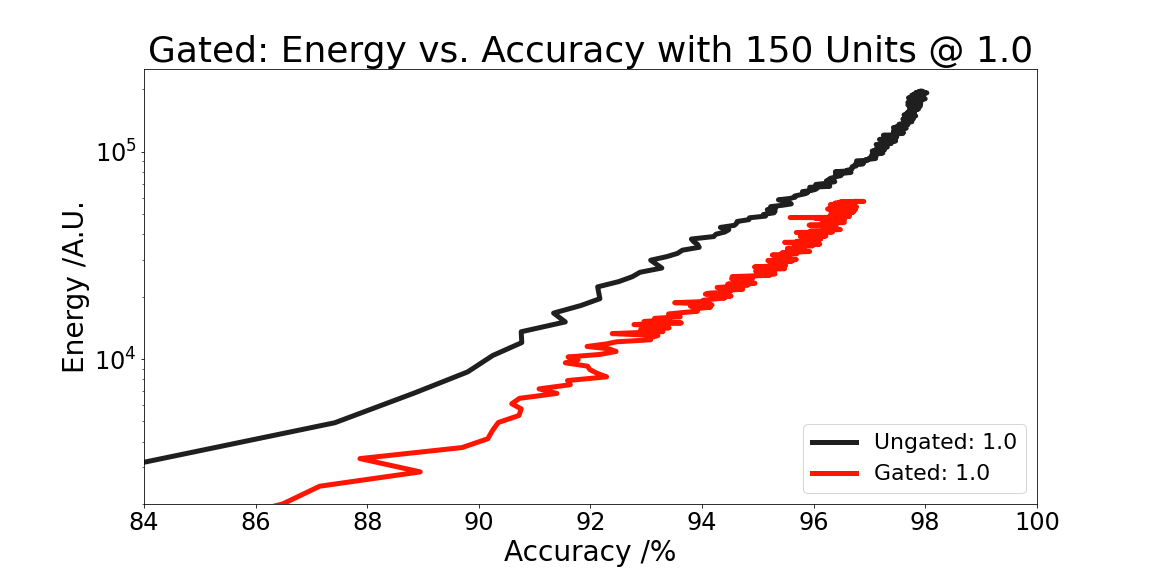 Gated: Energy vs. Accuracy with 150 Units @ 1.0
Energy /A.U.
10^5
10^4
Ungated: 1.0
Gated: 1.0
84 86 88 90 92 94 96 98 100
Accuracy /%